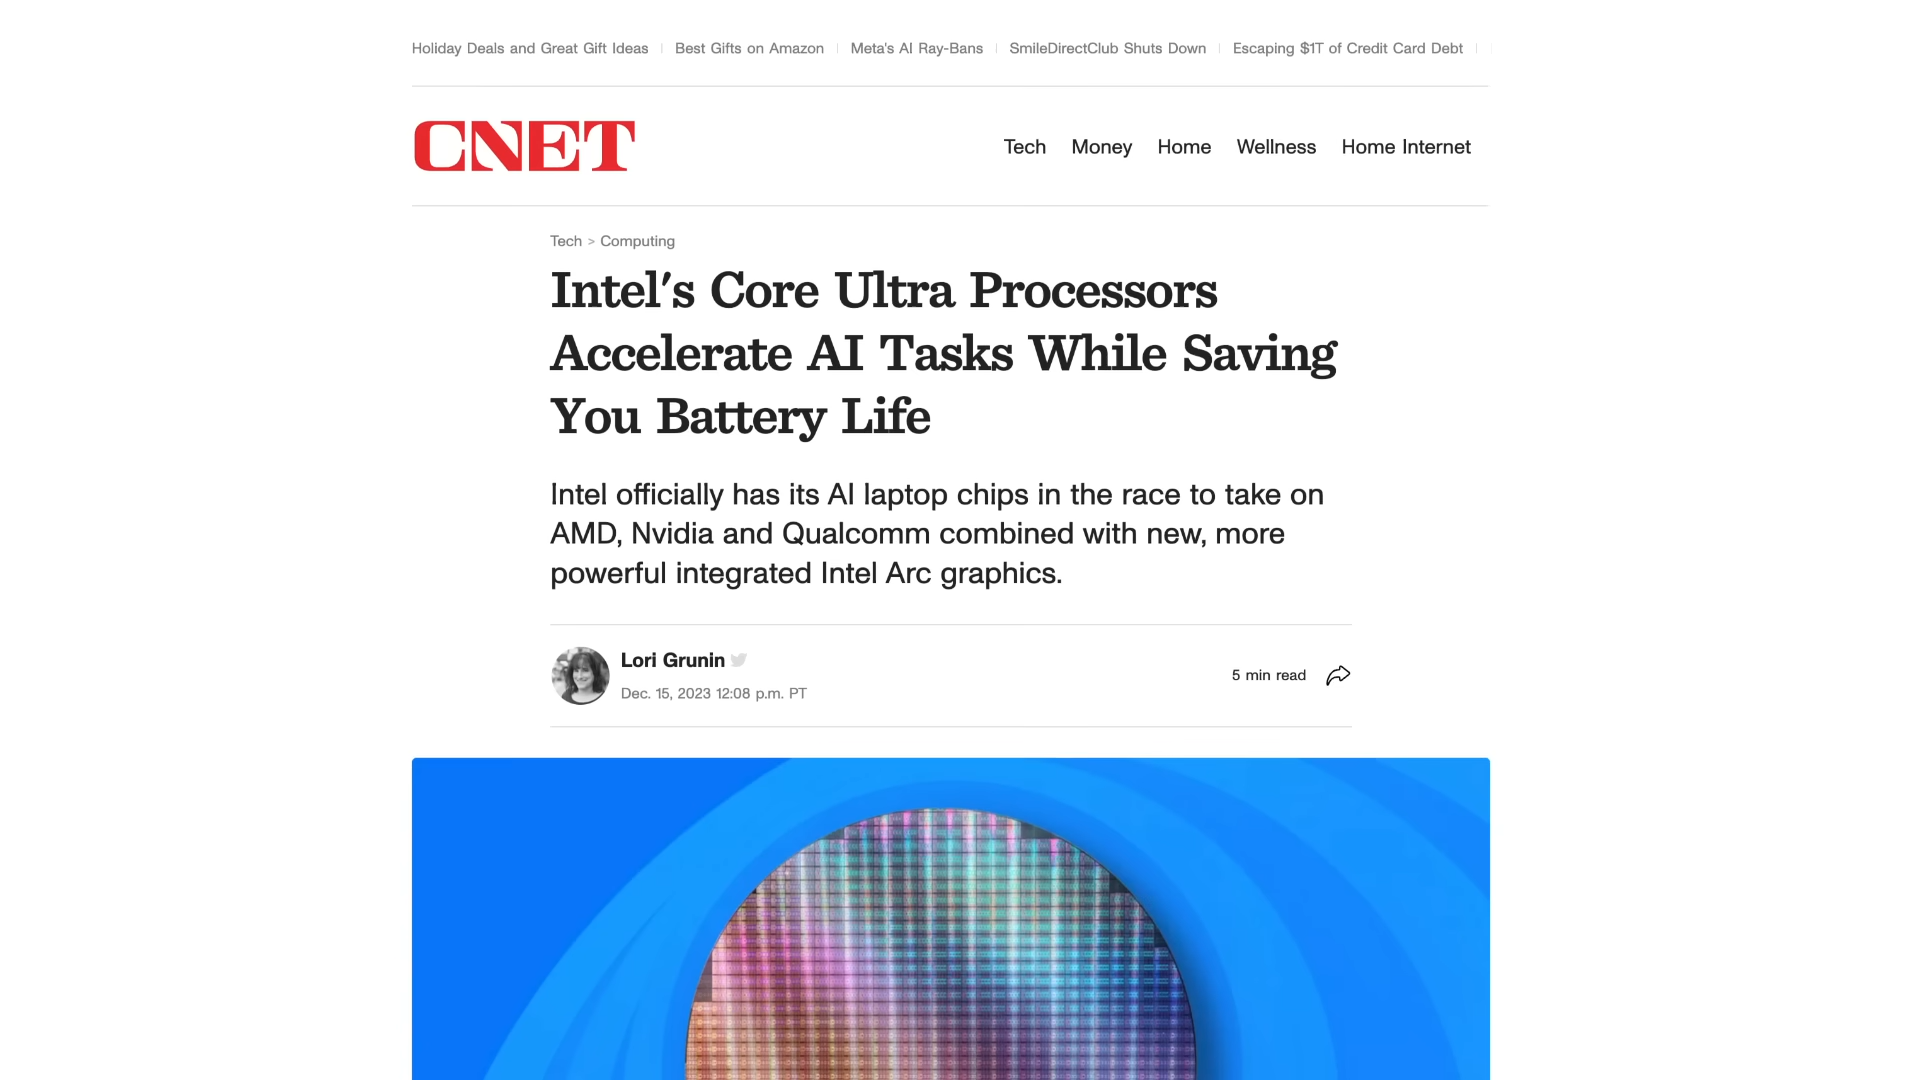 Holiday Deals and Great Gift Ideas | Best Gifts on Amazon | Meta's AI Ray-Bans | SmileDirectClub Shuts Down | Escaping $1T of Credit Card Debt |
CNET Tech Money Home Wellness Home Internet
Tech > Computing
Intel's Core Ultra Processors
Accelerate AI Tasks While Saving
You Battery Life
Intel officially has its AI laptop chips in the race to take on
AMD, Nvidia and Qualcomm combined with new, more
powerful integrated Intel Arc graphics.
Lori Grunin
Dec. 15, 2023 12:08 p.m. PT
5 min read